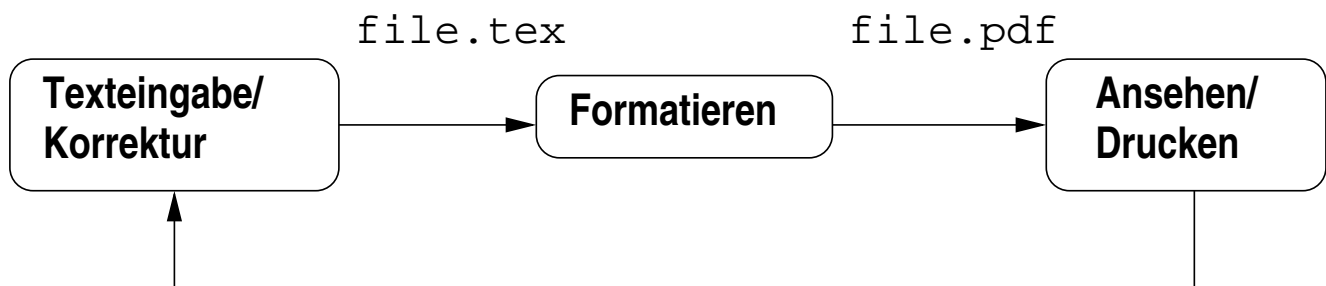 file.tex
file.pdf
Texteingabe/
Korrektur
Formatieren
Ansehen/
Drucken